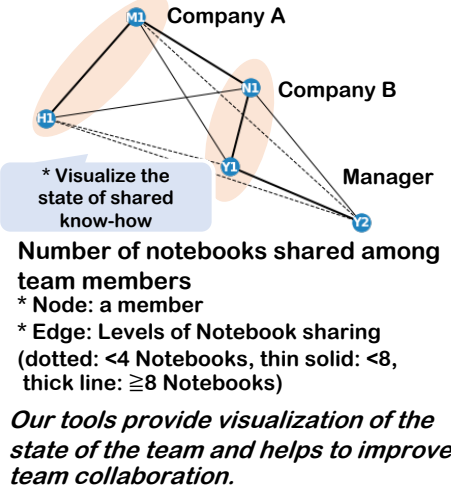 M1
Company A
N1
Company B
H1
Y1
Manager
Y2
* Visualize the
state of shared
know-how
Number of notebooks shared among
team members
* Node: a member
* Edge: Levels of Notebook sharing
(dotted: <4 Notebooks, thin solid: <8,
thick line: ≧8 Notebooks)
Our tools provide visualization of the
state of the team and helps to improve
team collaboration.